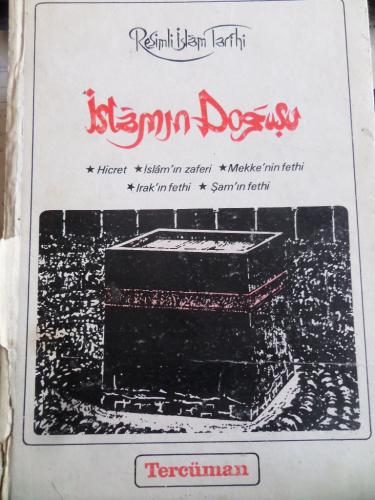 Resimli İslâm Tarihi
İslâmın Doğuşu
★ Hicret ★ İslâm'ın zaferi ★ Mekke'nin fethi
★ Irak'ın fethi ★ Şam'ın fethi
Tercüman